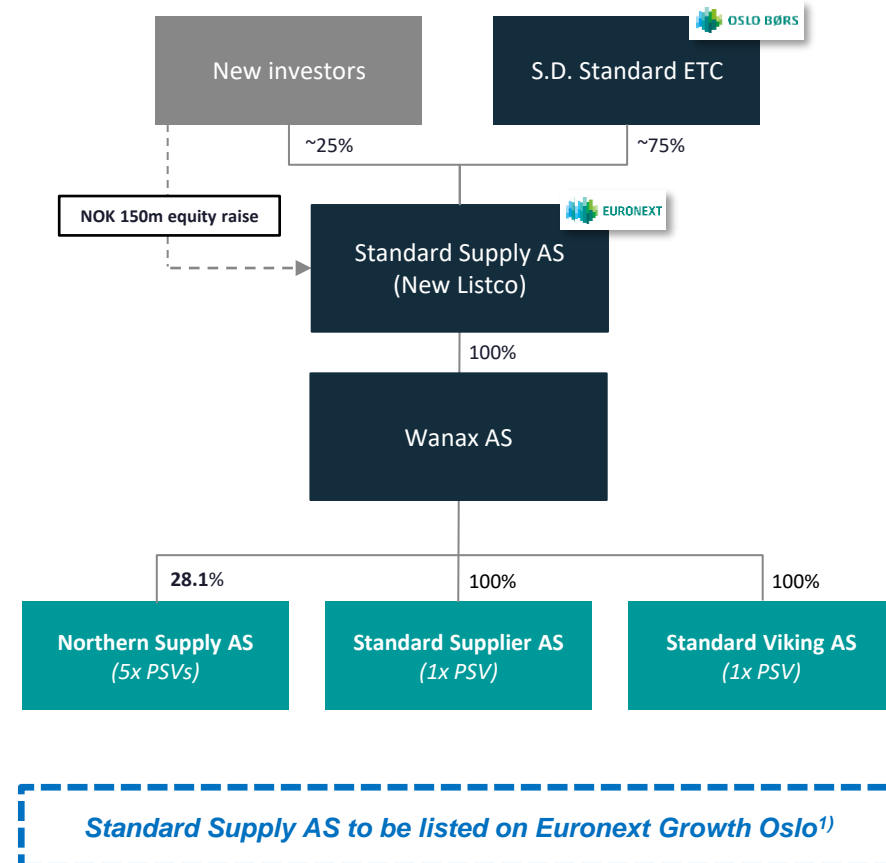 OSLO BØRS
New investors
S.D. Standard ETC
~25%
~75%
NOK 150m equity raise
EURONEXT
Standard Supply AS
(New Listco)
100%
Wanax AS
28.1%
100%
100%
Northern Supply AS
(5x PSVs)
Standard Supplier AS
(1x PSV)
Standard Viking AS
(1x PSV)
Standard Supply AS to be listed on Euronext Growth Oslo1)